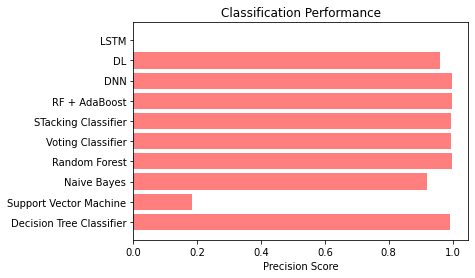 Classification Performance
LSTM
DL
DNN
RF + AdaBoost
STacking Classifier
Voting Classifier
Random Forest
Naive Bayes
Support Vector Machine
Decision Tree Classifier
0.0 0.2 0.4 0.6 0.8 1.0
Precision Score